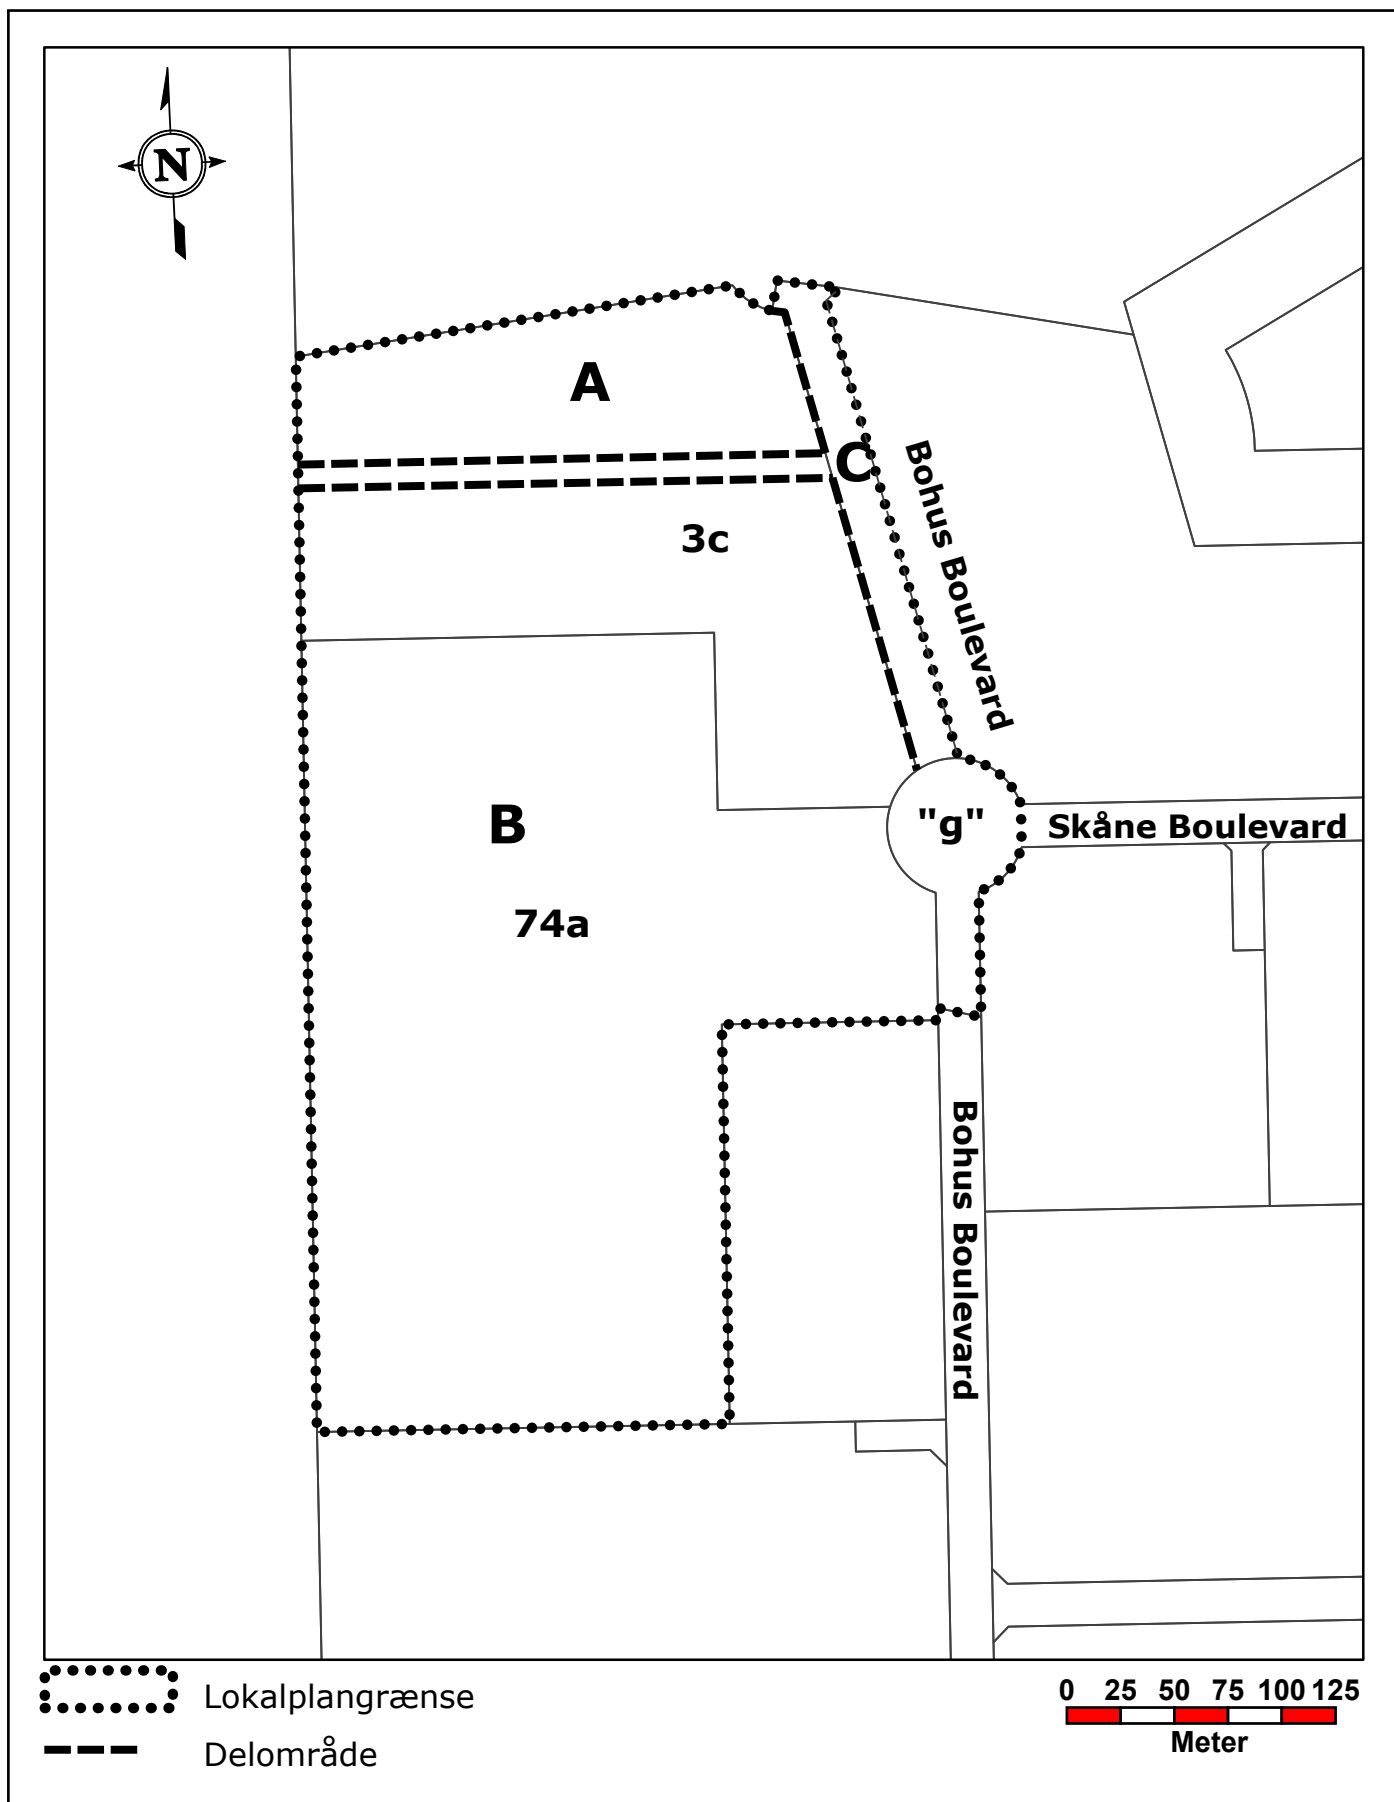 N
A
C
Bohus Boulevard
3c
B
"g"
Skåne Boulevard
74a
Bohus Boulevard
Lokalplangrænse
Delområde
0 25 50 75 100 125
Meter